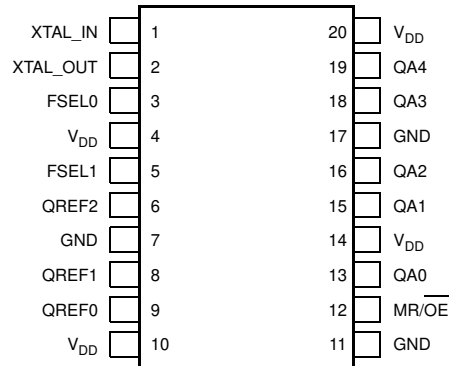 XTAL_IN 1 20 VDD
XTAL_OUT 2 19 QA4
FSEL0 3 18 QA3
VDD 4 17 GND
FSEL1 5 16 QA2
QREF2 6 15 QA1
GND 7 14 VDD
QREF1 8 13 QA0
QREF0 9 12 MR/OE
VDD 10 11 GND